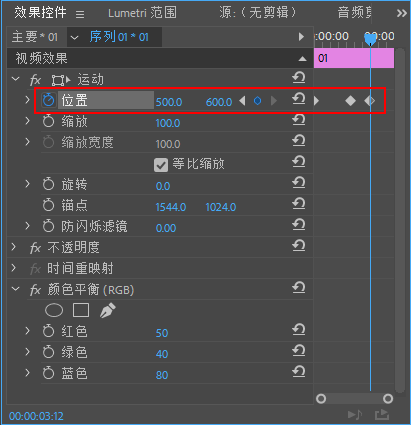 效果控件 Lumetri 范围 源:（无剪辑） 音频剪
主要*01 序列01*01 :00:00 00:00
视频效果 01
fx 运动
位置 500.0 600.0
缩放 100.0
缩放宽度 100.0
等比缩放
旋转 0.0
锚点 1544.0 1024.0
防闪烁滤镜 0.00
fx 不透明度
fx 时间重映射
fx 颜色平衡 (RGB)
红色 50
绿色 40
蓝色 80
00:00:03:12